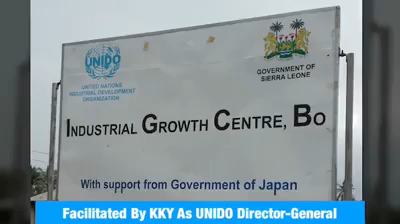 UNIDO
UNITED NATIONS
INDUSTRIAL DEVELOPMENT
ORGANISATION
GOVERNMENT OF
SIERRA LEONE
INDUSTRIAL GROWTH CENTRE, BO
With support from Government of Japan
Facilitated By KKY As UNIDO Director-General